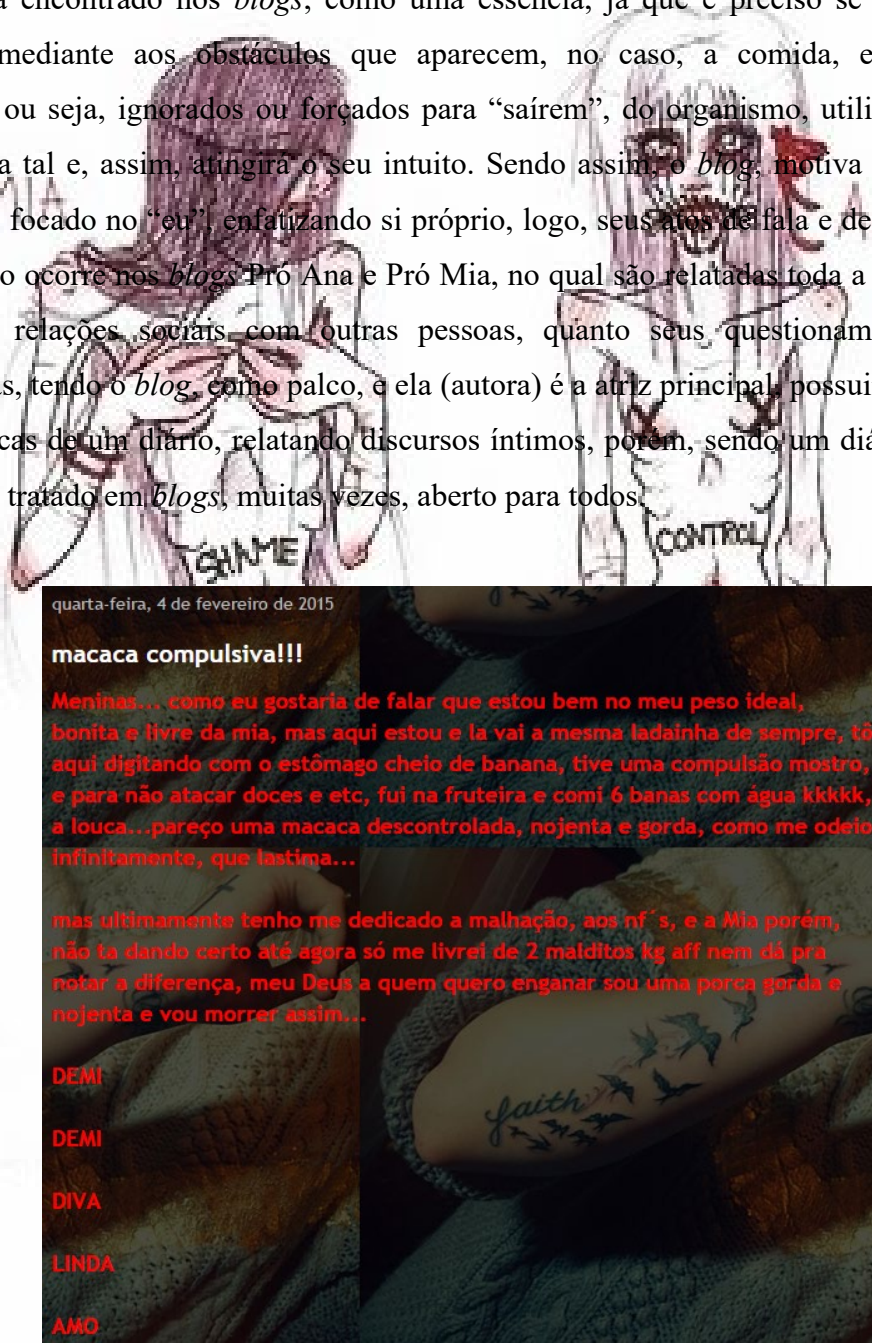 encontrado nos blogs, como uma essência, já que é preciso se
mediante aos obstáculos que aparecem, no caso, a comida, e
ou seja, ignorados ou forçados para “saírem”, do organismo, utili
a tal e, assim, atingirá o seu intuito. Sendo assim, o blog, motiva
focado no “eu”, enfatizando si próprio, logo, seus atos de fala e de
o ocorre nos blogs Pró Ana e Pró Mia, no qual são relatadas toda a
relações sociais com outras pessoas, quanto seus questionam
s, tendo o blog, como palco, e ela (autora) é a atriz principal, possui
cas de um diário, relatando discursos íntimos, porém, sendo um diá
tratado em blogs, muitas vezes, aberto para todos.
MIA
A
SHAME
CONTROL
quarta-feira, 4 de fevereiro de 2015
macaca compulsiva!!!
Meninas... como eu gostaria de falar que estou bem no meu peso ideal,
bonita e livre da mia, mas aqui estou e la vai a mesma ladainha de sempre, tô
aqui digitando com o estômago cheio de banana, tive uma compulsão mostro,
e para não atacar doces e etc, fui na fruteira e comi 6 banas com água kkkkk,
a louca...pareço uma macaca descontrolada, nojenta e gorda, como me odeio
infinitamente, que lastima...
mas ultimamente tenho me dedicado a malhação, aos nf´s, e a Mia porém,
não ta dando certo até agora só me livrei de 2 malditos kg aff nem dá pra
notar a diferença, meu Deus a quem quero enganar sou uma porca gorda e
nojenta e vou morrer assim...
faith
DEMI
DEMI
DIVA
LINDA
AMO